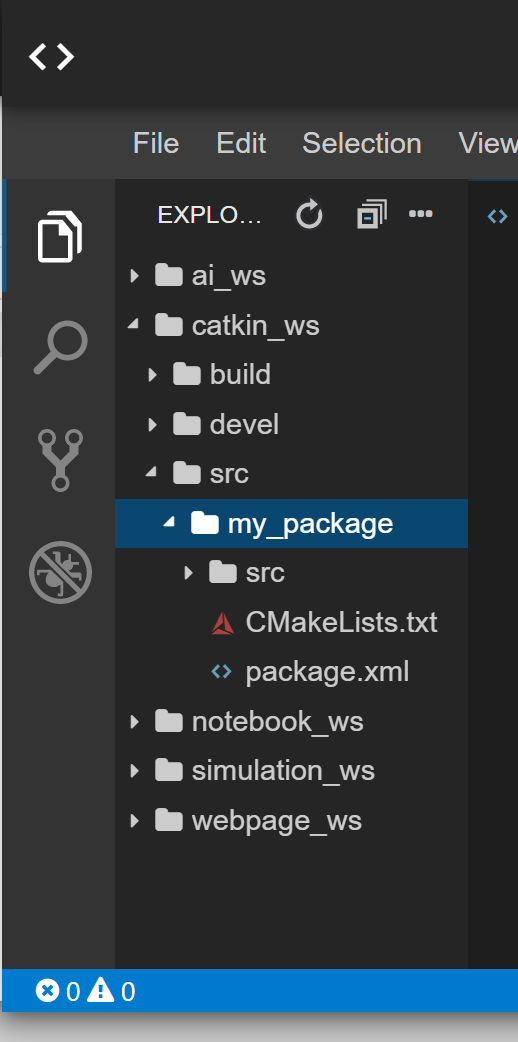 File Edit Selection View
EXPLO...
ai_ws
catkin_ws
build
devel
src
my_package
src
CMakeLists.txt
package.xml
notebook_ws
simulation_ws
webpage_ws
0 0